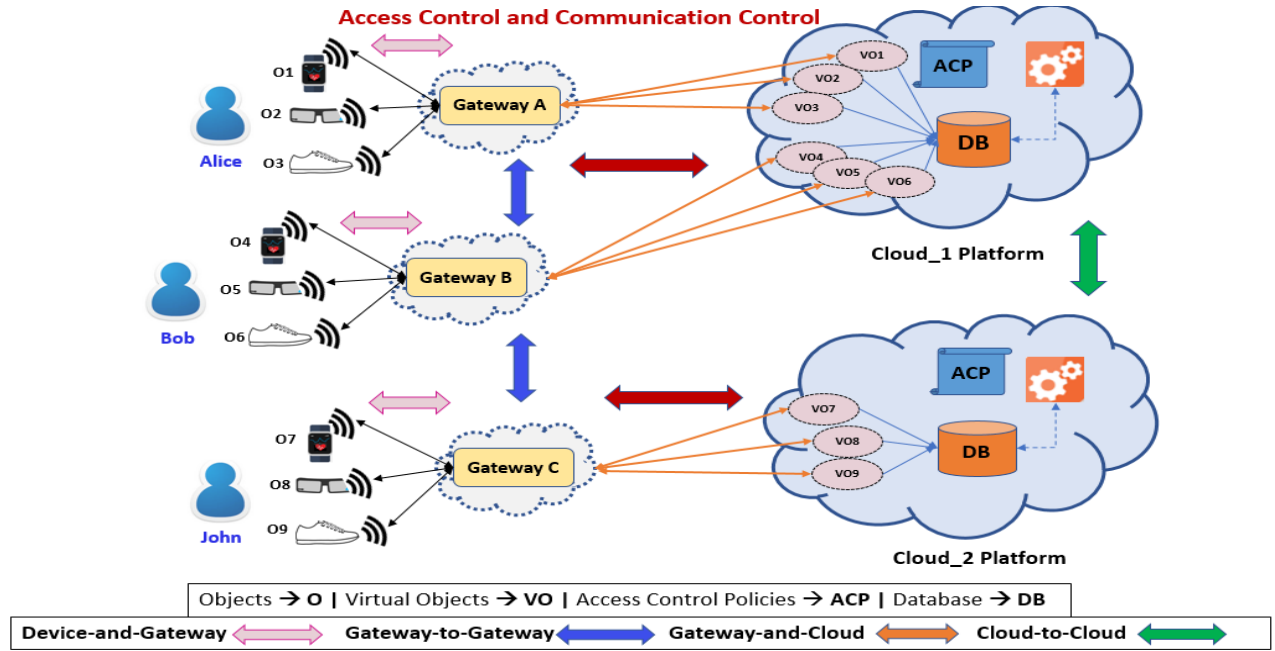 Access Control and Communication Control
O1
O2
O3
Alice
Gateway A
VO1
VO2
VO3
VO4
VO5
VO6
ACP
DB
Cloud_1 Platform
O4
O5
O6
Bob
Gateway B
O7
O8
O9
John
Gateway C
VO7
VO8
VO9
ACP
DB
Cloud_2 Platform
Objects → O | Virtual Objects → VO | Access Control Policies → ACP | Database → DB
Device-and-Gateway Gateway-to-Gateway Gateway-and-Cloud Cloud-to-Cloud